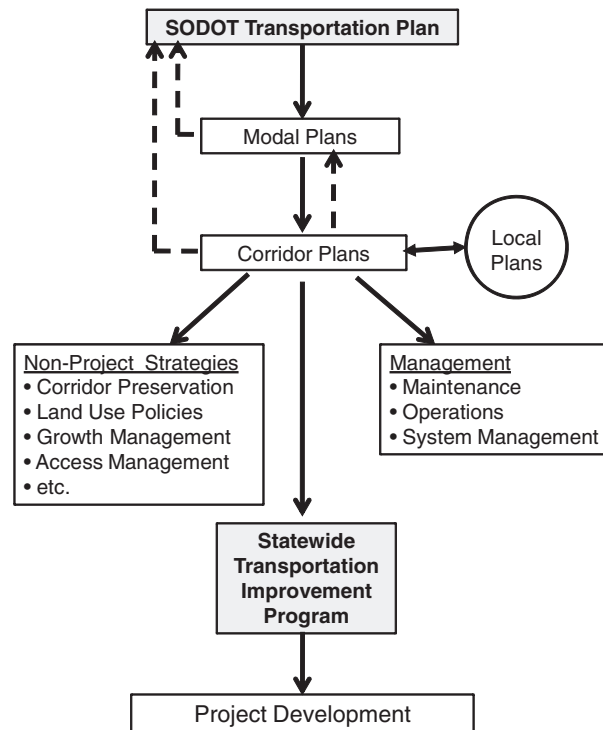 SODOT Transportation Plan
Modal Plans
Corridor Plans
Local
Plans
Non-Project Strategies
• Corridor Preservation
• Land Use Policies
• Growth Management
• Access Management
• etc.
Management
• Maintenance
• Operations
• System Management
Statewide
Transportation
Improvement
Program
Project Development